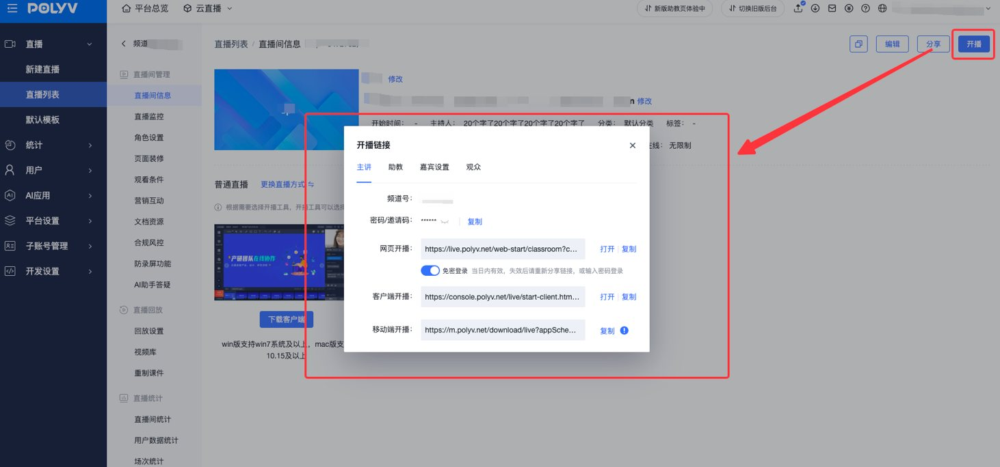 POLYV
平台总览
云直播
新版助教页体验中
切换旧版后台
直播
新建直播
直播列表
默认模板
统计
用户
AI应用
平台设置
子账号管理
开发设置
频道
直播间管理
直播间信息
直播监控
角色设置
页面装修
观看条件
营销互动
文档资源
合规风控
防录屏功能
AI助手答疑
直播回放
回放设置
视频库
重制课件
直播统计
直播间统计
用户数据统计
场次统计
直播列表 / 直播间信息
编辑
分享
开播
修改
n 修改
开始时间： - 主持人： 20个字了20个字了20个字了20个字了 分类： 默认分类 标签： -
在线： 无限制
普通直播 更换直播方式
根据需要选择开播工具，开播工具可以选择
产研团队在线协作
下载客户端
win版支持win7系统及以上，mac版支
10.15及以上
开播链接
主讲 助教 嘉宾设置 观众
频道号：
密码/邀请码： ****** 复制
网页开播： https://live.polyv.net/web-start/classroom?c... 打开 复制
免密登录 当日内有效，失效后请重新分享链接，或输入密码登录
客户端开播： https://console.polyv.net/live/start-client.htm... 打开 复制
移动端开播： https://m.polyv.net/download/live?appSche... 复制